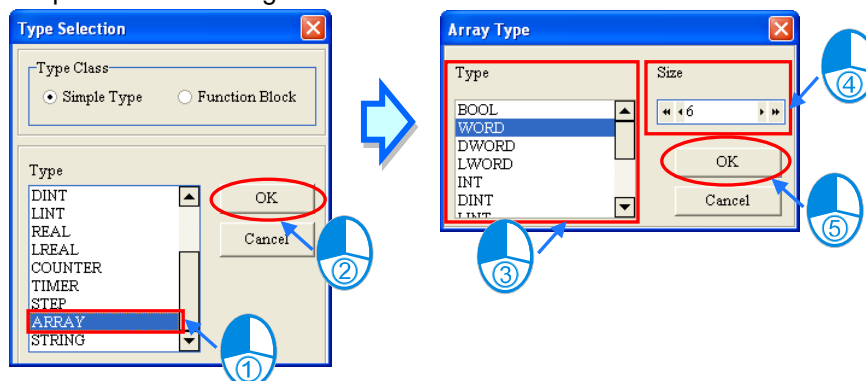 Type Selection
Type Class
Simple Type
Function Block
Type
DINT
LINT
REAL
LREAL
COUNTER
TIMER
STEP
ARRAY
STRING
OK
Cancel
①
②
Array Type
Type
BOOL
WORD
DWORD
LWORD
INT
DINT
LINT
Size
6
OK
Cancel
③
④
⑤